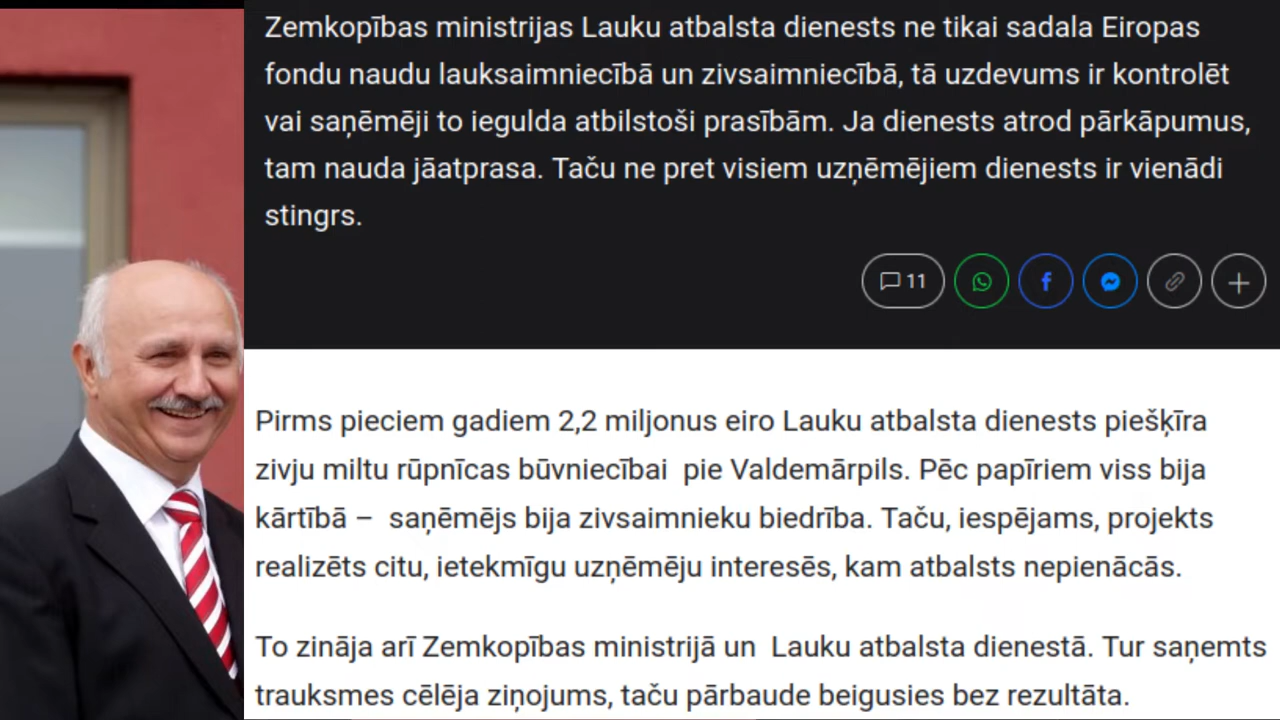 Zemkopības ministrijas Lauku atbalsta dienests ne tikai sadala Eiropas
fondu naudu lauksaimniecībā un zivsaimniecībā, tā uzdevums ir kontrolēt
vai saņēmēji to iegulda atbilstoši prasībām. Ja dienests atrod pārkāpumus,
tam nauda jāatprasa. Taču ne pret visiem uzņēmējiem dienests ir vienādi
stingrs.
11
Pirms pieciem gadiem 2,2 miljonus eiro Lauku atbalsta dienests piešķīra
zivju miltu rūpnīcas būvniecībai  pie Valdemārpils. Pēc papīriem viss bija
kārtībā –  saņēmējs bija zivsaimnieku biedrība. Taču, iespējams, projekts
realizēts citu, ietekmīgu uzņēmēju interesēs, kam atbalsts nepienācās.
To zināja arī Zemkopības ministrijā un  Lauku atbalsta dienestā. Tur saņemts
trauksmes cēlēja ziņojums, taču pārbaude beigusies bez rezultāta.